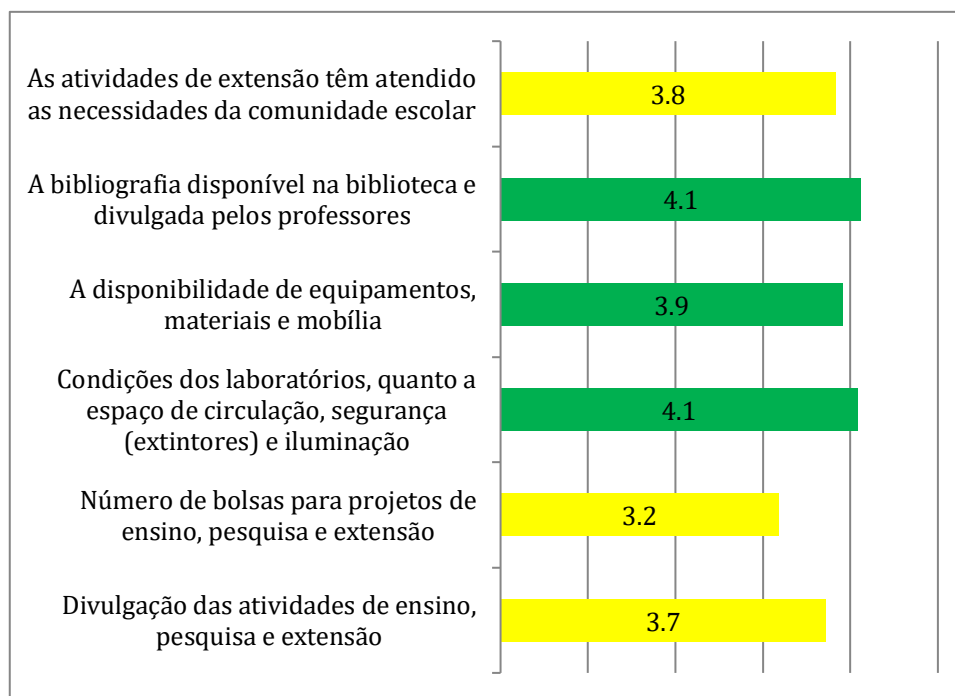 As atividades de extensão têm atendido
as necessidades da comunidade escolar
3.8
A bibliografia disponível na biblioteca e
divulgada pelos professores
4.1
A disponibilidade de equipamentos,
materiais e mobília
3.9
Condições dos laboratórios, quanto a
espaço de circulação, segurança
(extintores) e iluminação
4.1
Número de bolsas para projetos de
ensino, pesquisa e extensão
3.2
Divulgação das atividades de ensino,
pesquisa e extensão
3.7